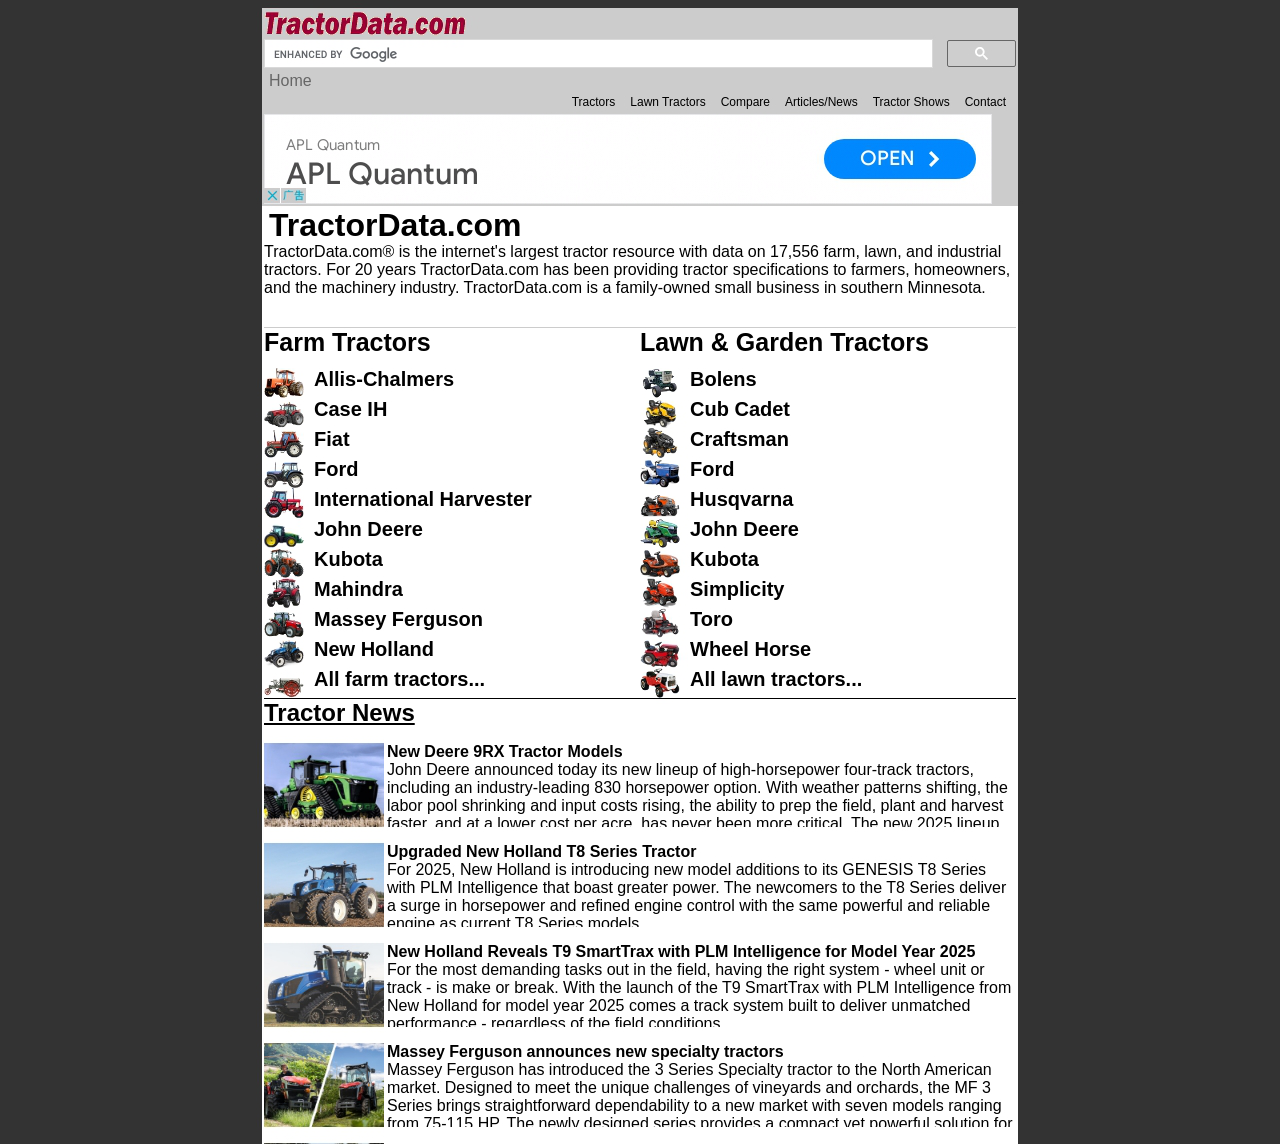 TractorData.com
ENHANCED BY Google
Home
Tractors Lawn Tractors Compare Articles/News Tractor Shows Contact
APL Quantum
APL Quantum
OPEN
广告
TractorData.com
TractorData.com® is the internet's largest tractor resource with data on 17,556 farm, lawn, and industrial
tractors. For 20 years TractorData.com has been providing tractor specifications to farmers, homeowners,
and the machinery industry. TractorData.com is a family-owned small business in southern Minnesota.
Farm Tractors
Allis-Chalmers
Case IH
Fiat
Ford
International Harvester
John Deere
Kubota
Mahindra
Massey Ferguson
New Holland
All farm tractors...
Lawn & Garden Tractors
Bolens
Cub Cadet
Craftsman
Ford
Husqvarna
John Deere
Kubota
Simplicity
Toro
Wheel Horse
All lawn tractors...
Tractor News
New Deere 9RX Tractor Models
John Deere announced today its new lineup of high-horsepower four-track tractors,
including an industry-leading 830 horsepower option. With weather patterns shifting, the
labor pool shrinking and input costs rising, the ability to prep the field, plant and harvest
faster, and at a lower cost per acre, has never been more critical. The new 2025 lineup
Upgraded New Holland T8 Series Tractor
For 2025, New Holland is introducing new model additions to its GENESIS T8 Series
with PLM Intelligence that boast greater power. The newcomers to the T8 Series deliver
a surge in horsepower and refined engine control with the same powerful and reliable
engine as current T8 Series models.
New Holland Reveals T9 SmartTrax with PLM Intelligence for Model Year 2025
For the most demanding tasks out in the field, having the right system - wheel unit or
track - is make or break. With the launch of the T9 SmartTrax with PLM Intelligence from
New Holland for model year 2025 comes a track system built to deliver unmatched
performance - regardless of the field conditions.
Massey Ferguson announces new specialty tractors
Massey Ferguson has introduced the 3 Series Specialty tractor to the North American
market. Designed to meet the unique challenges of vineyards and orchards, the MF 3
Series brings straightforward dependability to a new market with seven models ranging
from 75-115 HP. The newly designed series provides a compact yet powerful solution for